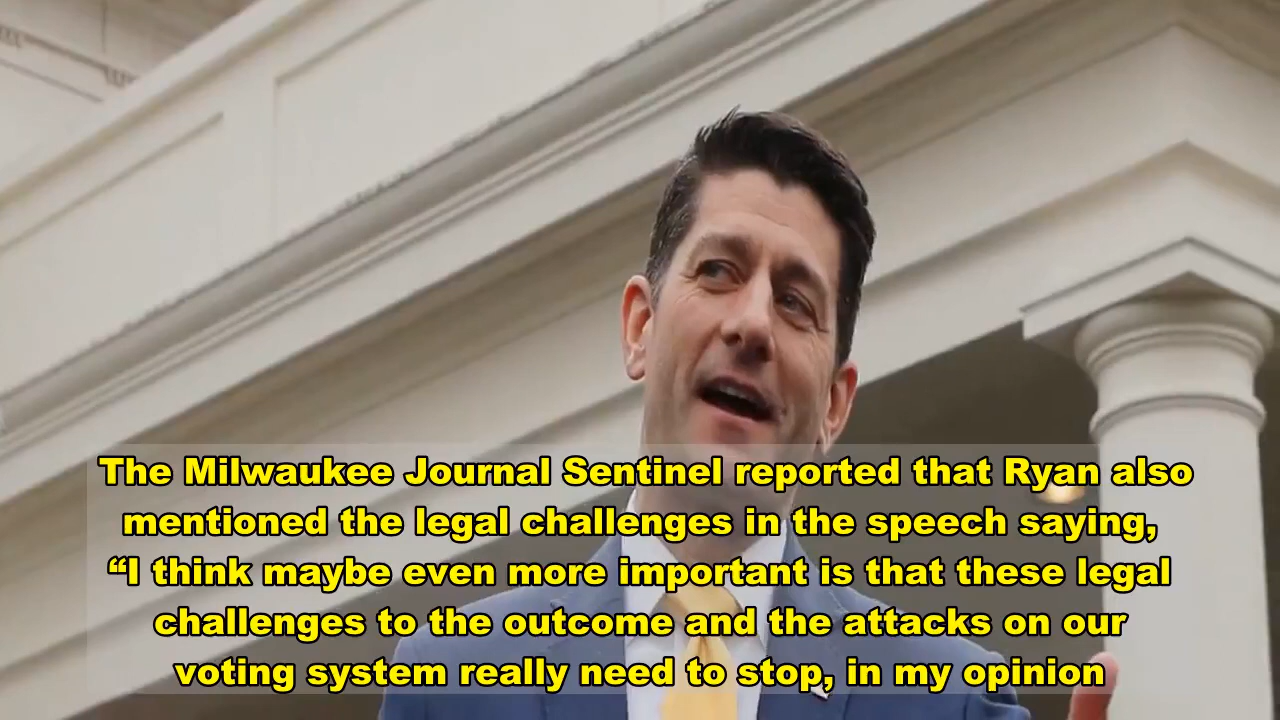 The Milwaukee Journal Sentinel reported that Ryan also
mentioned the legal challenges in the speech saying,
“I think maybe even more important is that these legal
challenges to the outcome and the attacks on our
voting system really need to stop, in my opinion